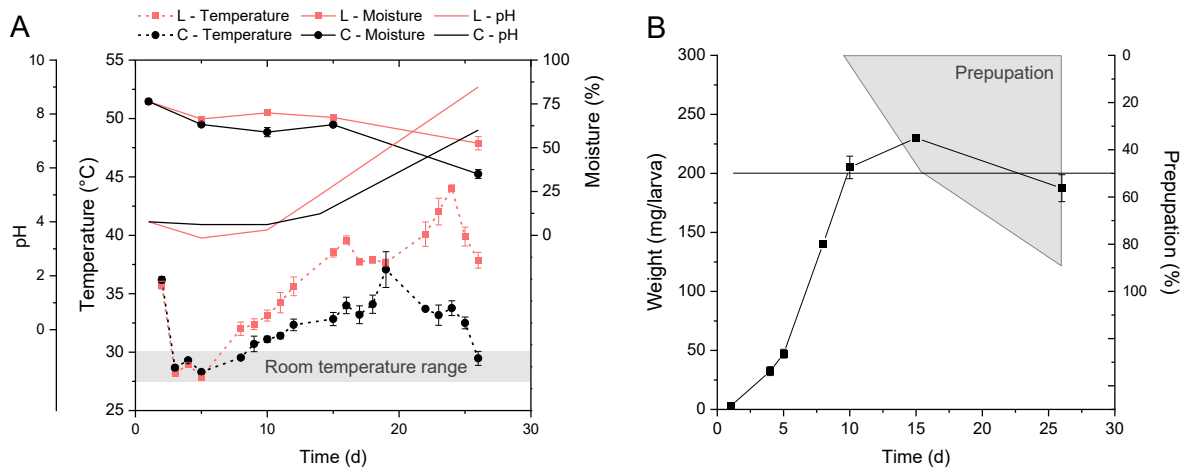 A
L - Temperature L - Moisture L - pH
C - Temperature C - Moisture C - pH
pH
10
8
6
4
2
0
Temperature (°C)
55
50
45
40
35
30
25
Moisture (%)
100
75
50
25
0
Room temperature range
0 10 20 30
Time (d)
B
Weight (mg/larva)
300
250
200
150
100
50
0
Prepupation
Prepupation (%)
0
20
40
60
80
100
0 5 10 15 20 25 30
Time (d)